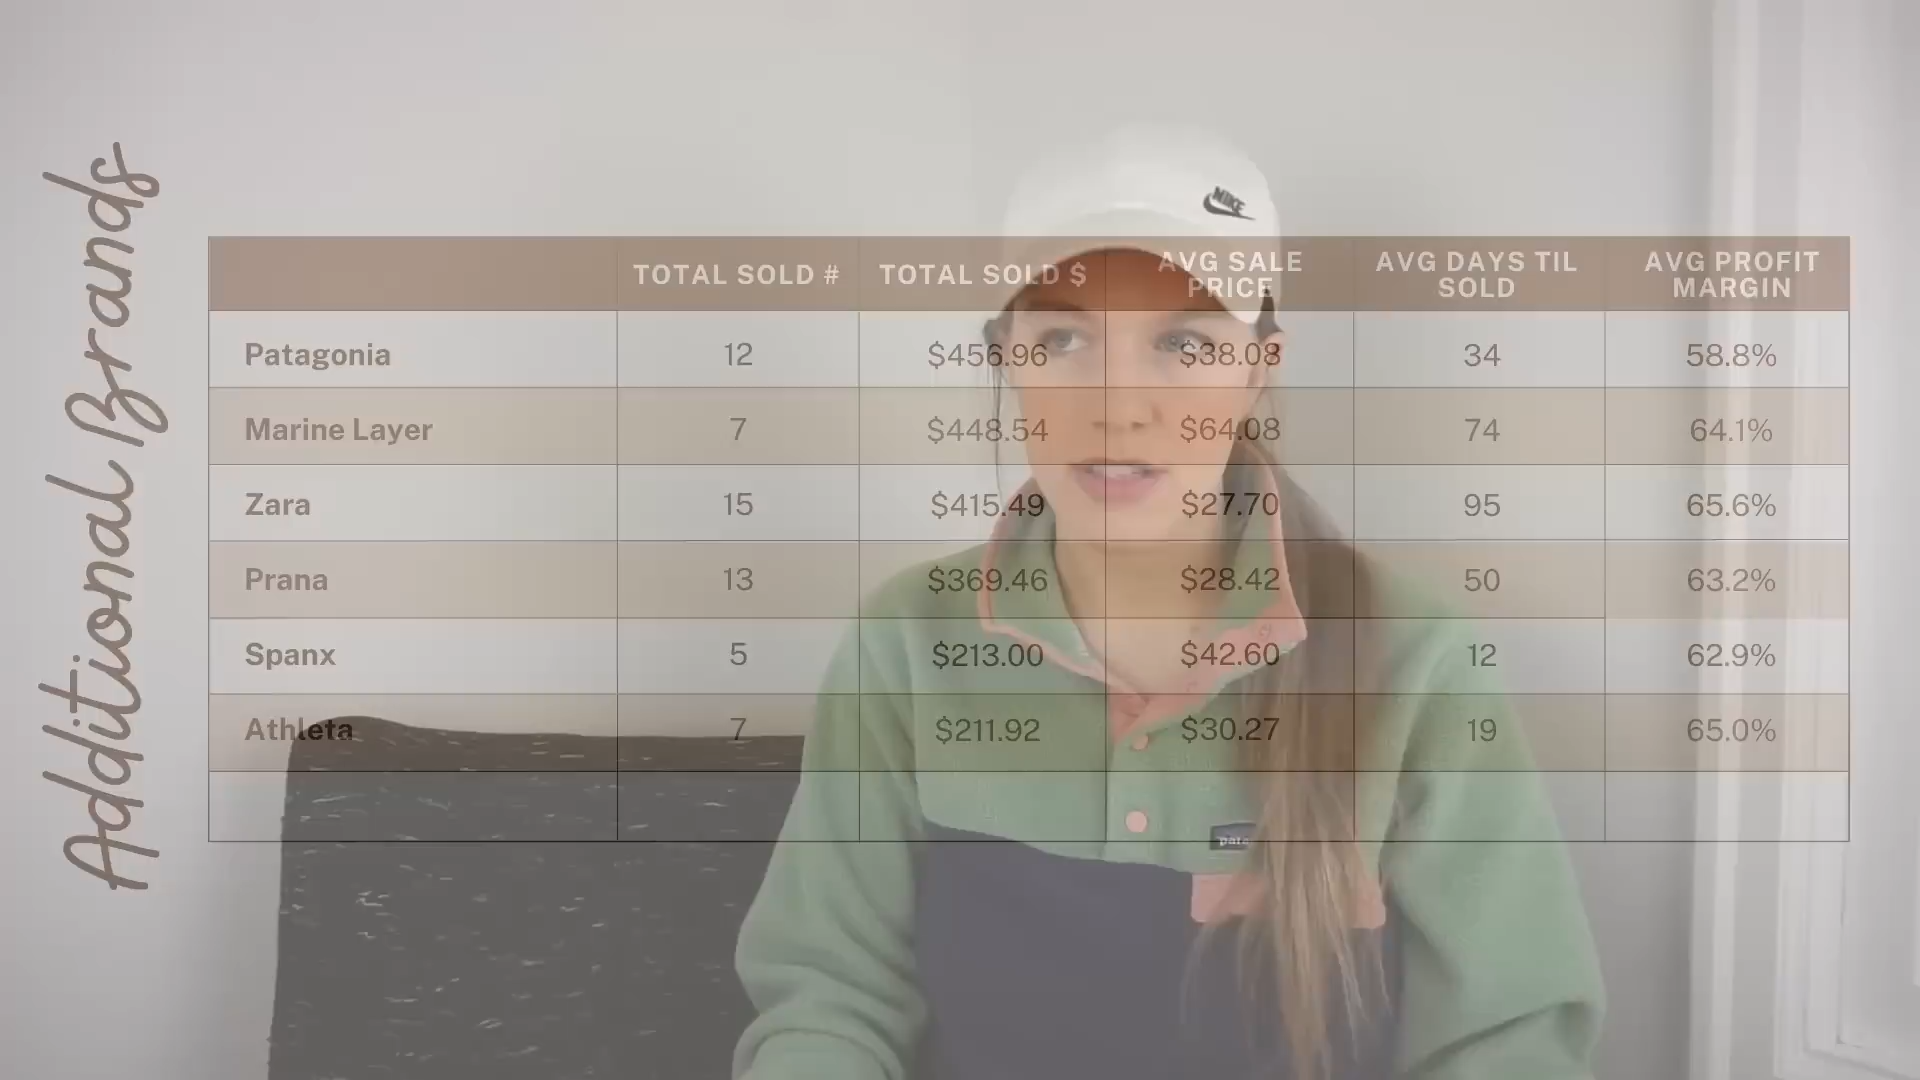 Additional Brands
TOTAL SOLD # TOTAL SOLD $ AVG SALE PRICE AVG DAYS TIL SOLD AVG PROFIT MARGIN
Patagonia 12 $456.96 $38.08 34 58.8%
Marine Layer 7 $448.54 $64.08 74 64.1%
Zara 15 $415.49 $27.70 95 65.6%
Prana 13 $369.46 $28.42 50 63.2%
Spanx 5 $213.00 $42.60 12 62.9%
Athleta 7 $211.92 $30.27 19 65.0%
NIKE
pata